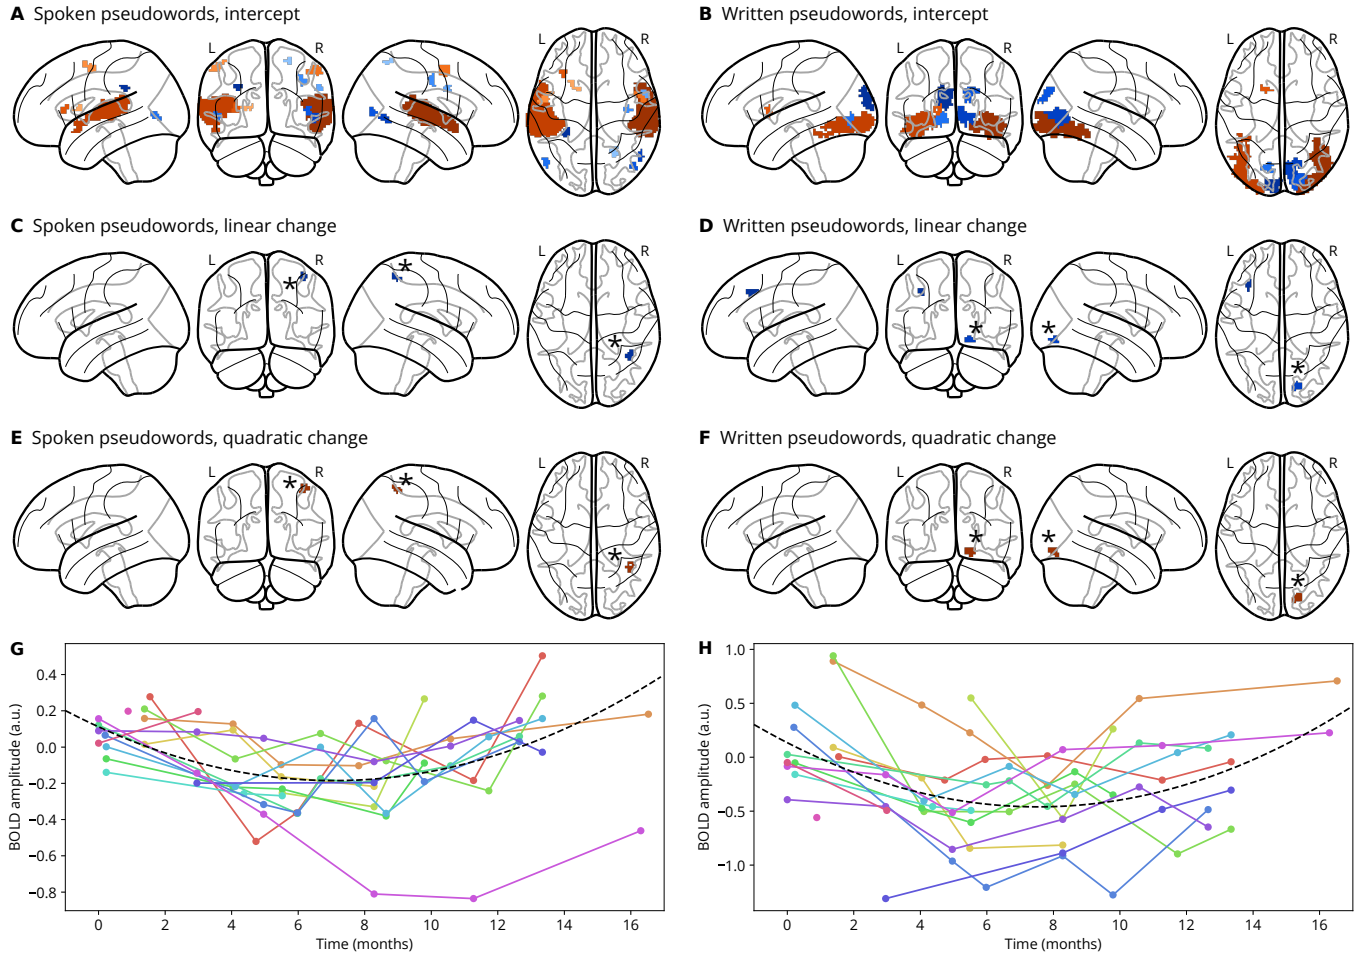 A Spoken pseudowords, intercept
L R L R
B Written pseudowords, intercept
L R L R
C Spoken pseudowords, linear change
L R * * L R *
D Written pseudowords, linear change
L R * * L R *
E Spoken pseudowords, quadratic change
L R * * L R *
F Written pseudowords, quadratic change
L R * * L R *
G
BOLD amplitude (a.u.)
0.4
0.2
0.0
−0.2
−0.4
−0.6
−0.8
0 2 4 6 8 10 12 14 16
Time (months)
H
BOLD amplitude (a.u.)
1.0
0.5
0.0
−0.5
−1.0
0 2 4 6 8 10 12 14 16
Time (months)